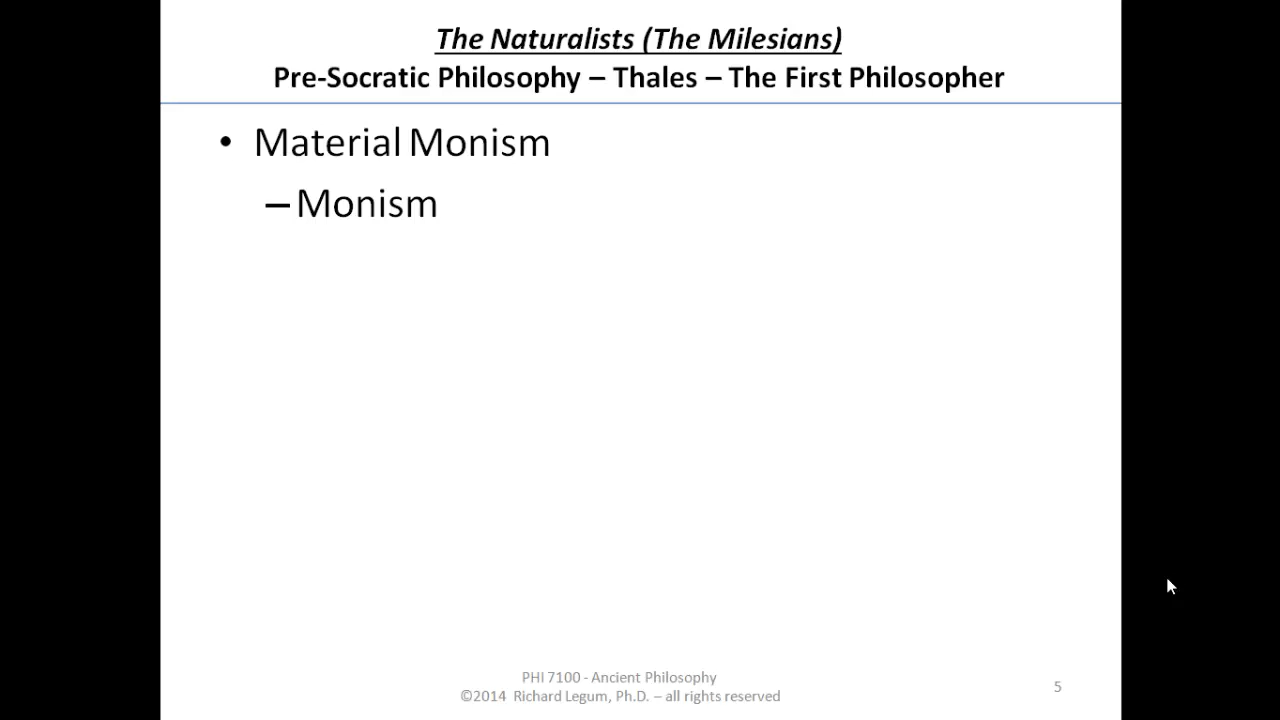 The Naturalists (The Milesians)
Pre-Socratic Philosophy – Thales – The First Philosopher
• Material Monism
– Monism
PHI 7100 - Ancient Philosophy
©2014 Richard Legum, Ph.D. – all rights reserved
5